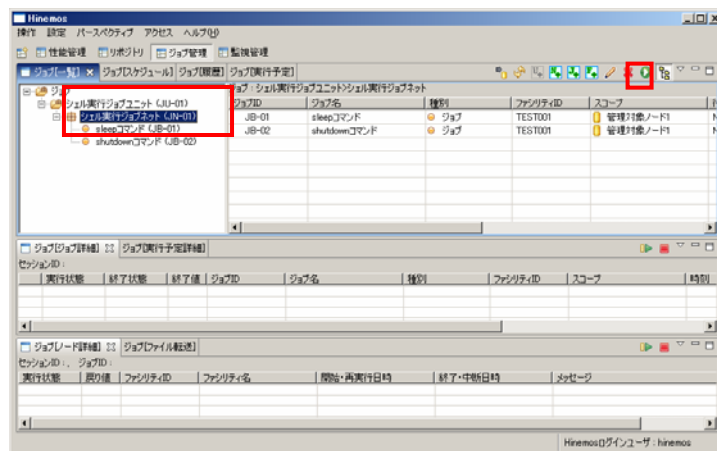 Hinemos
操作 設定 パースペクティブ アクセス ヘルプ(H)
性能管理 リポジトリ ジョブ管理 監視管理
ジョブ[一覧] ジョブ[スケジュール] ジョブ[履歴] ジョブ[実行予定]
ジョブ
シェル実行ジョブユニット (JU-01)
シェル実行ジョブネット (JN-01)
sleepコマンド (JB-01)
shutdownコマンド (JB-02)
ョブ : シェル実行ジョブユニット>シェル実行ジョブネット
ジョブID ジョブ名 種別 ファシリティID スコープ
JB-01 sleepコマンド ジョブ TEST001 管理対象ノード1
JB-02 shutdownコマンド ジョブ TEST001 管理対象ノード1
ジョブ[ジョブ詳細] ジョブ[実行予定詳細]
セッションID :
実行状態 終了状態 終了値 ジョブID ジョブ名 種別 ファシリティID スコープ 時刻
ジョブ[ノード詳細] ジョブ[ファイル転送]
セッションID : 、 ジョブID :
実行状態 戻り値 ファシリティID ファシリティ名 開始・再実行日時 終了・中断日時 メッセージ
Hinemosログインユーザ : hinemos